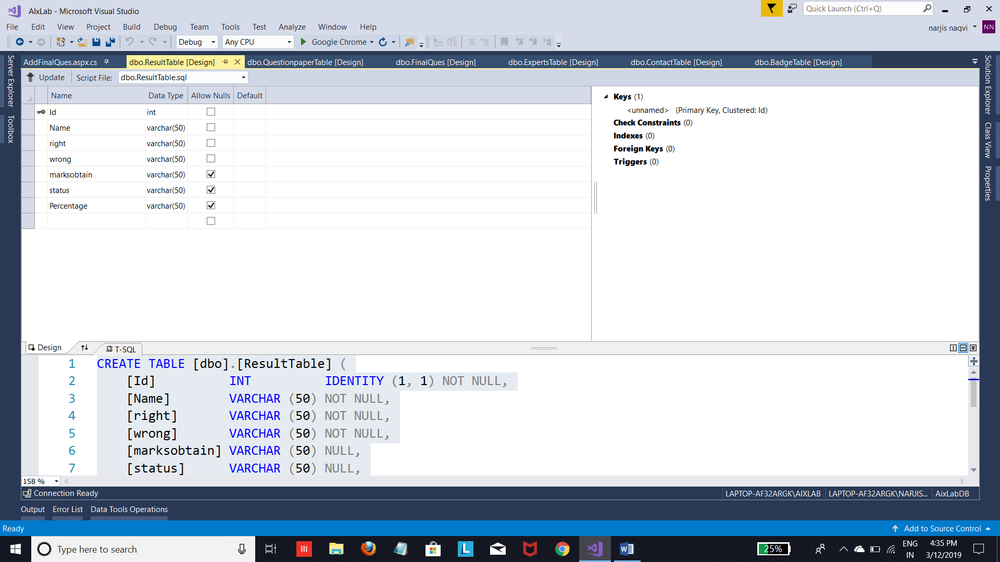 AIxLab - Microsoft Visual Studio
Quick Launch (Ctrl+Q)
File Edit View Project Build Debug Team Tools Test Analyze Window Help
narjis naqvi NN
Debug Any CPU Google Chrome
AddFinalQues.aspx.cs dbo.ResultTable [Design] dbo.QuestionpaperTable [Design] dbo.FinalQues [Design] dbo.ExpertsTable [Design] dbo.ContactTable [Design] dbo.BadgeTable [Design]
Server Explorer
Toolbox
Solution Explorer
Class View
Properties
Update Script File: dbo.ResultTable.sql
Name Data Type Allow Nulls Default
Id int
Name varchar(50)
right varchar(50)
wrong varchar(50)
marksobtain varchar(50)
status varchar(50)
Percentage varchar(50)
Keys (1)
<unnamed> (Primary Key, Clustered: Id)
Check Constraints (0)
Indexes (0)
Foreign Keys (0)
Triggers (0)
Design T-SQL
1 CREATE TABLE [dbo].[ResultTable] (
2 [Id] INT IDENTITY (1, 1) NOT NULL,
3 [Name] VARCHAR (50) NOT NULL,
4 [right] VARCHAR (50) NOT NULL,
5 [wrong] VARCHAR (50) NOT NULL,
6 [marksobtain] VARCHAR (50) NULL,
7 [status] VARCHAR (50) NULL,
158 %
Connection Ready LAPTOP-AF32ARGK\AIXLAB LAPTOP-AF32ARGK\NARJIS... AixLabDB
Output Error List Data Tools Operations
Ready Add to Source Control
Type here to search
L
W
25%
ENG
IN
4:35 PM
3/12/2019